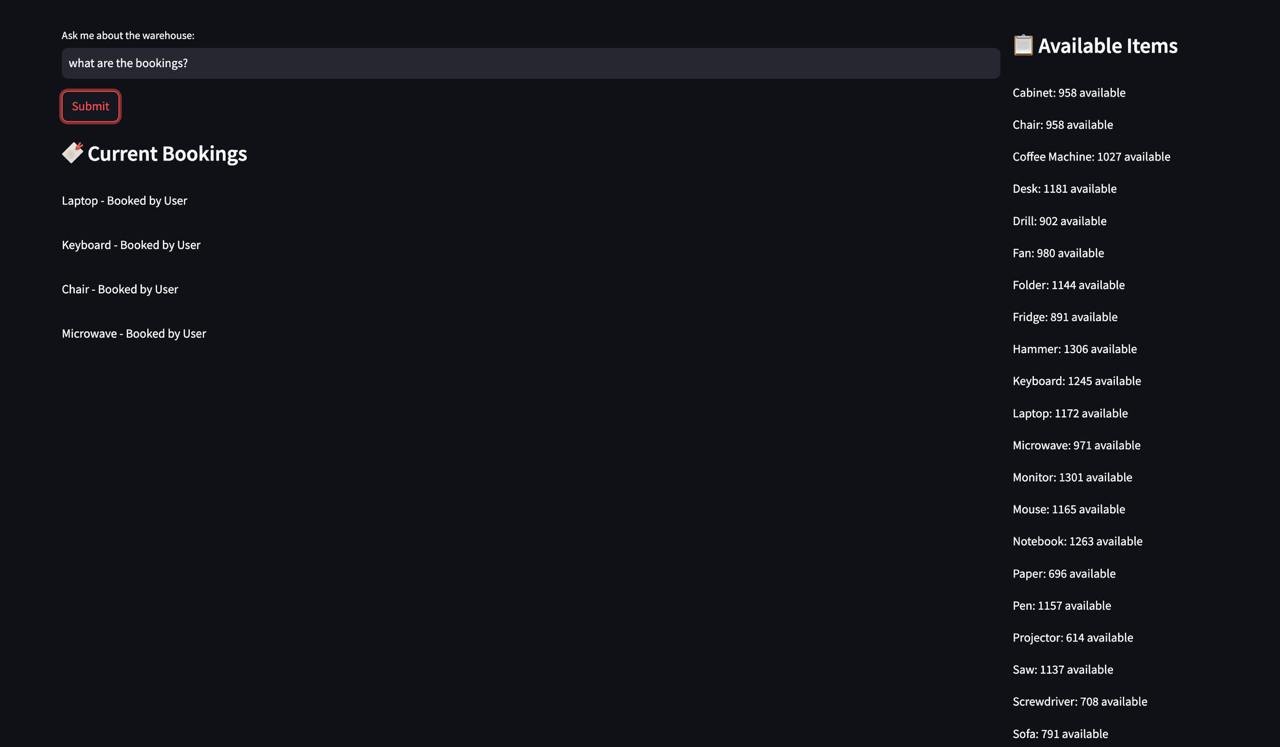 Ask me about the warehouse:
what are the bookings?
Submit
Current Bookings
Laptop - Booked by User
Keyboard - Booked by User
Chair - Booked by User
Microwave - Booked by User
Available Items
Cabinet: 958 available
Chair: 958 available
Coffee Machine: 1027 available
Desk: 1181 available
Drill: 902 available
Fan: 980 available
Folder: 1144 available
Fridge: 891 available
Hammer: 1306 available
Keyboard: 1245 available
Laptop: 1172 available
Microwave: 971 available
Monitor: 1301 available
Mouse: 1165 available
Notebook: 1263 available
Paper: 696 available
Pen: 1157 available
Projector: 614 available
Saw: 1137 available
Screwdriver: 708 available
Sofa: 791 available